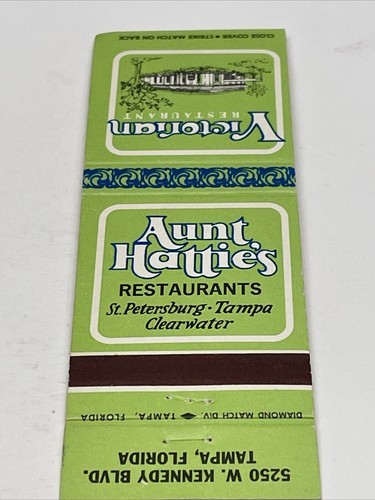 CLOSE COVER • STRIKE MATCH ON BACK
Victorian
RESTAURANT
Aunt
Hattie's
RESTAURANTS
St. Petersburg · Tampa
Clearwater
DIAMOND MATCH DIV. TAMPA, FLORIDA
5250 W. KENNEDY BLVD.
TAMPA, FLORIDA